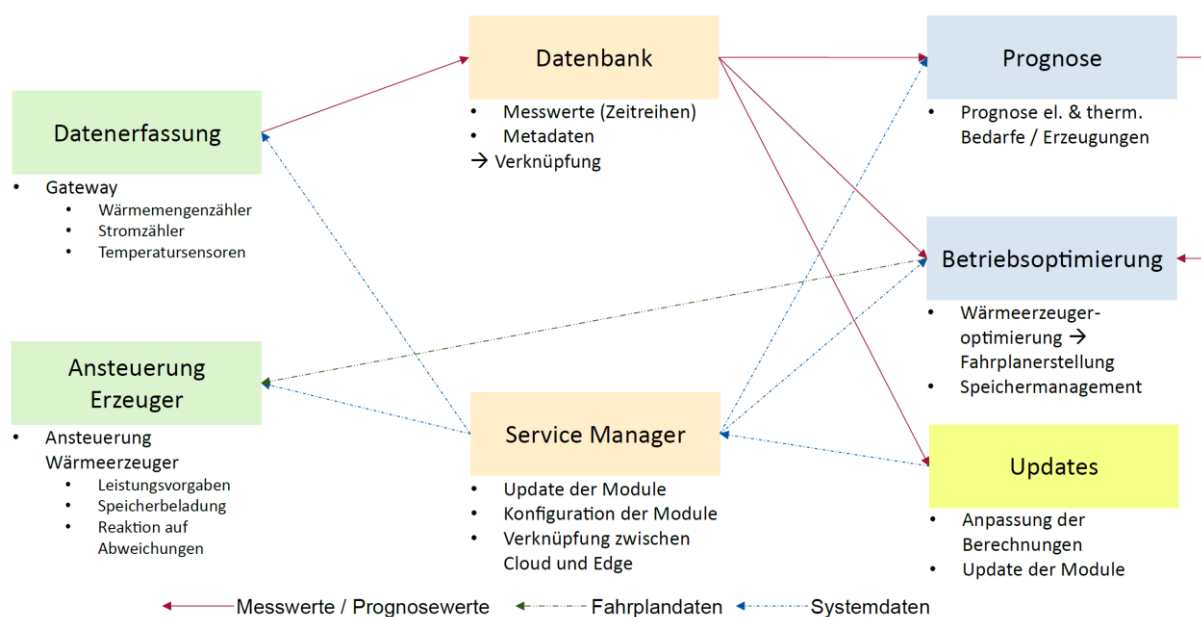 Datenerfassung
• Gateway
• Wärmemengenzähler
• Stromzähler
• Temperatursensoren
Ansteuerung
Erzeuger
• Ansteuerung
Wärmeerzeuger
• Leistungsvorgaben
• Speicherbeladung
• Reaktion auf
Abweichungen
Datenbank
• Messwerte (Zeitreihen)
• Metadaten
→ Verknüpfung
Service Manager
• Update der Module
• Konfiguration der Module
• Verknüpfung zwischen
Cloud und Edge
Prognose
• Prognose el. & therm.
Bedarfe / Erzeugungen
Betriebsoptimierung
• Wärmeerzeuger-
optimierung →
Fahrplanerstellung
• Speichermanagement
Updates
• Anpassung der
Berechnungen
• Update der Module
Messwerte / Prognosewerte
Fahrplandaten
Systemdaten